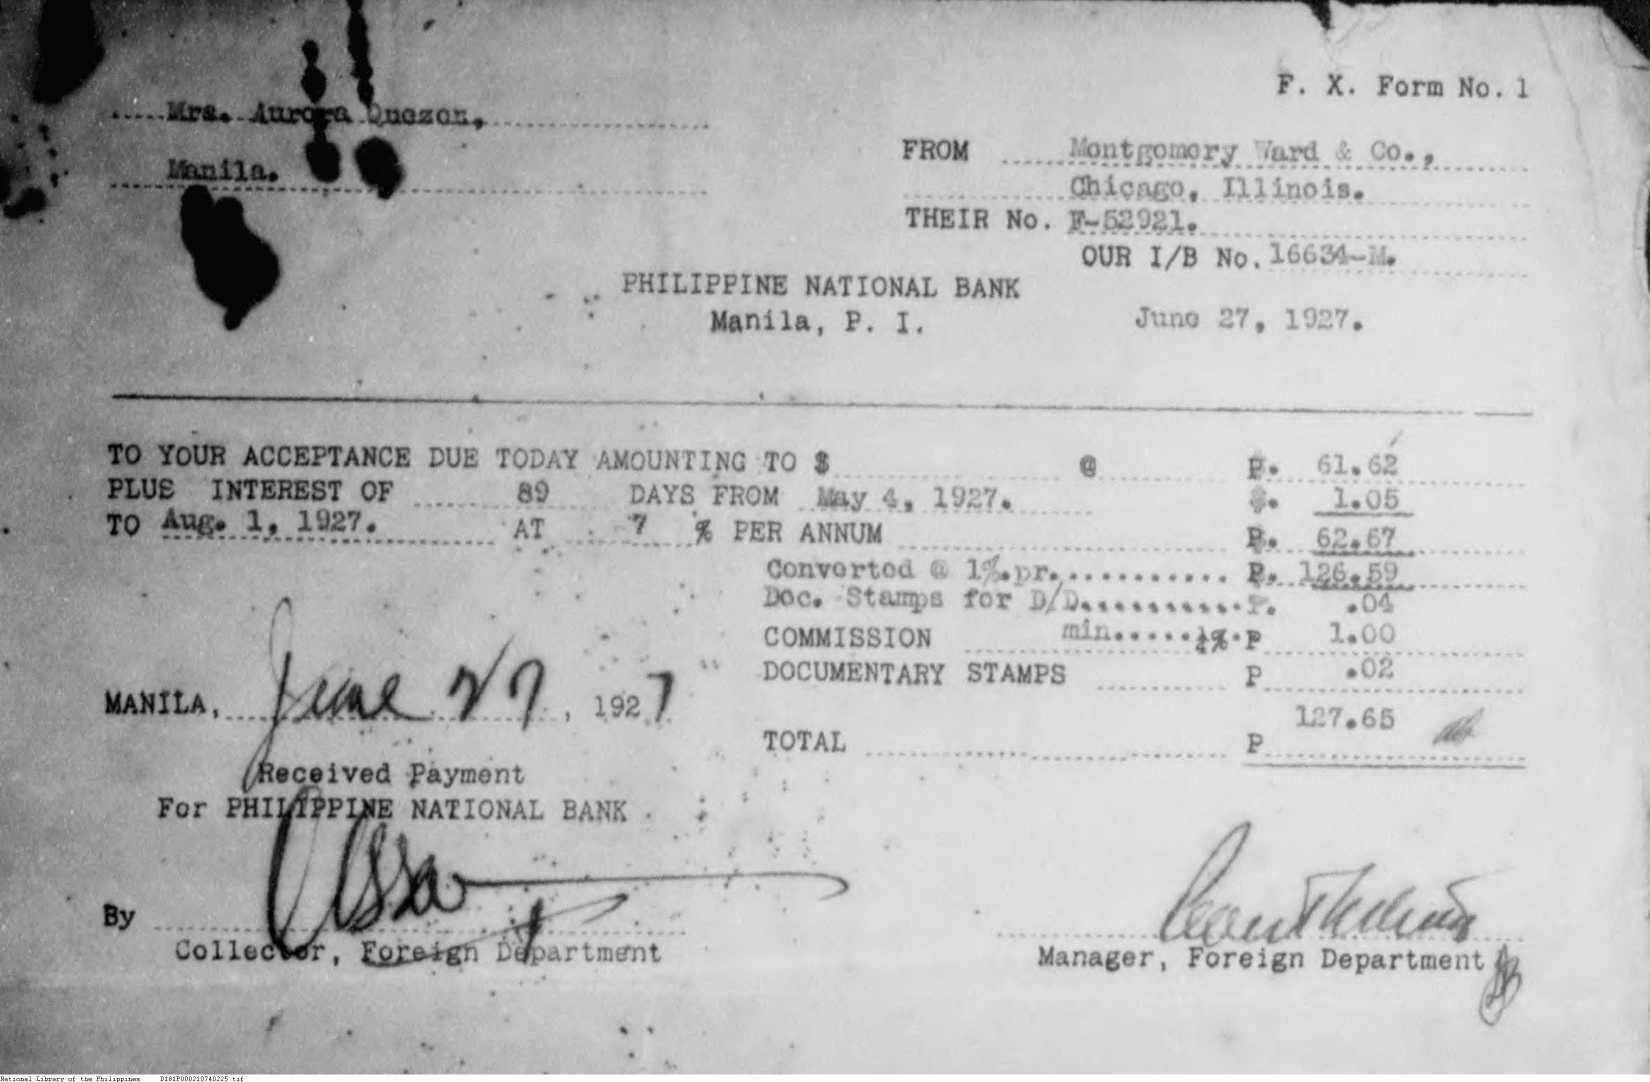 F. X. Form No. 1
Mrs. Aurora Quezon,
Manila.
FROM Montgomery Ward & Co.,
Chicago, Illinois.
THEIR No. F-52921.
OUR I/B No. 16634-M.
PHILIPPINE NATIONAL BANK
Manila, P. I.
June 27, 1927.
TO YOUR ACCEPTANCE DUE TODAY AMOUNTING TO $ @ P. 61.62
PLUS INTEREST OF 89 DAYS FROM May 4, 1927. $. 1.05
TO Aug. 1, 1927. AT 7 % PER ANNUM P. 62.67
Converted @ 1%.pr............ P. 126.59
Doc. Stamps for D/D............P. .04
COMMISSION min......¼%.P 1.00
DOCUMENTARY STAMPS P .02
MANILA, June 27, 1927
TOTAL P 127.65
Received Payment
For PHILIPPINE NATIONAL BANK
By
Collector, Foreign Department
Manager, Foreign Department
National Library of the Philippines D181P000210740225.tif